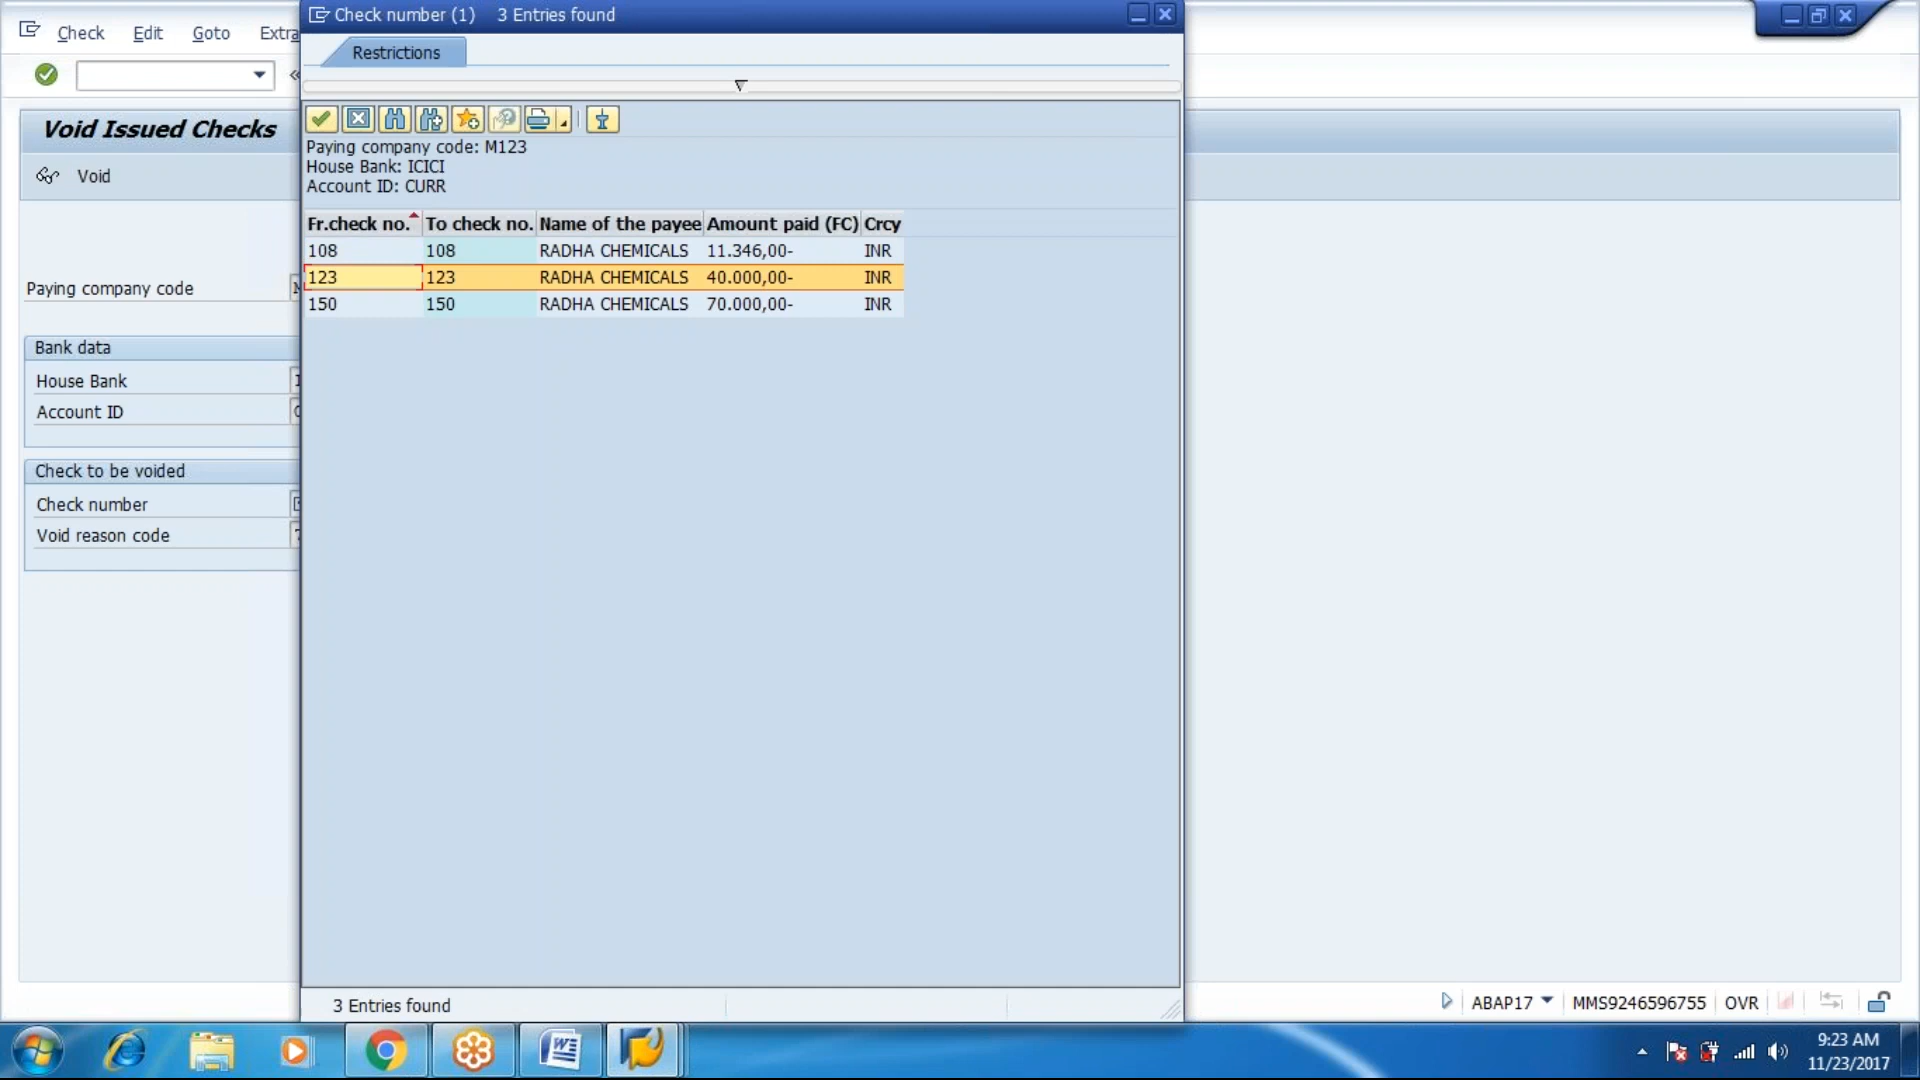 Check number (1) 3 Entries found
Check Edit Goto Extra
Restrictions
Void Issued Checks
Void
Paying company code: M123
House Bank: ICICI
Account ID: CURR
Fr.check no. To check no. Name of the payee Amount paid (FC) Crcy
108 108 RADHA CHEMICALS 11.346,00- INR
123 123 RADHA CHEMICALS 40.000,00- INR
150 150 RADHA CHEMICALS 70.000,00- INR
Paying company code
Bank data
House Bank
Account ID
Check to be voided
Check number
Void reason code
3 Entries found
ABAP17 MMS9246596755 OVR
9:23 AM
11/23/2017